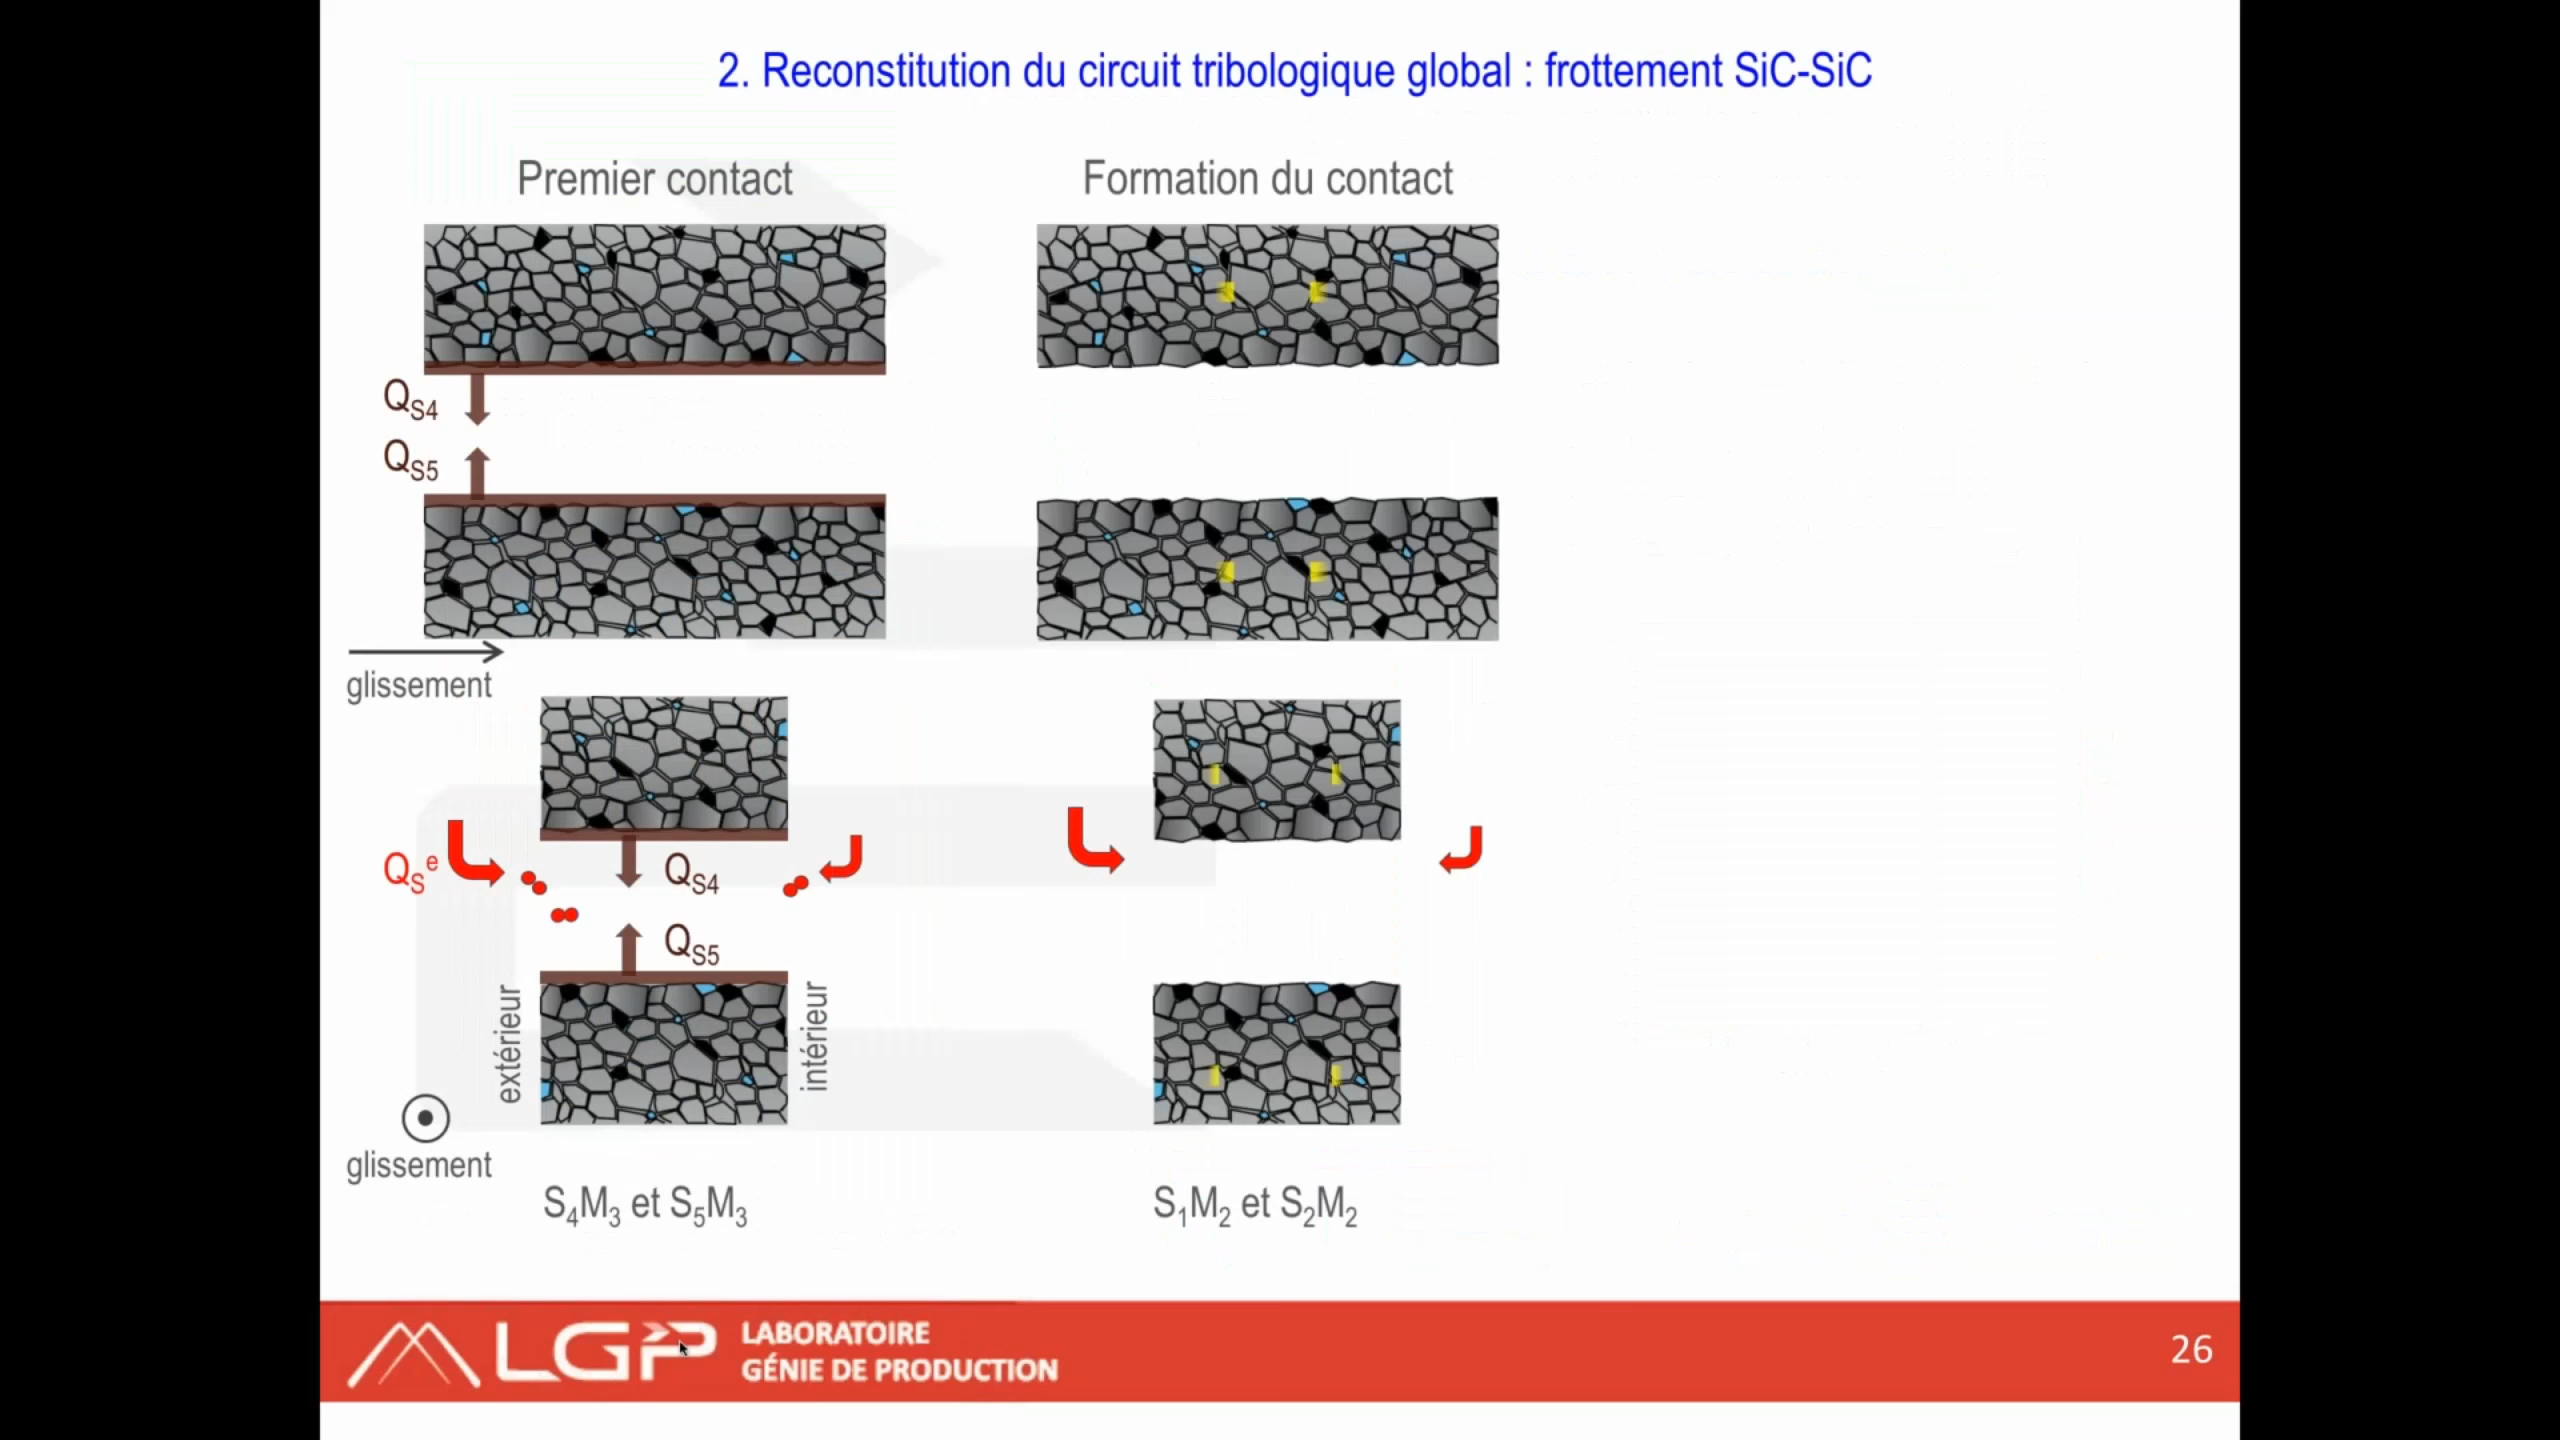 2. Reconstitution du circuit tribologique global : frottement SiC-SiC
Premier contact
Formation du contact
QS4
QS5
glissement
QSe
QS4
QS5
extérieur
intérieur
glissement
S4M3 et S5M3
S1M2 et S2M2
LGP
LABORATOIRE
GÉNIE DE PRODUCTION
26